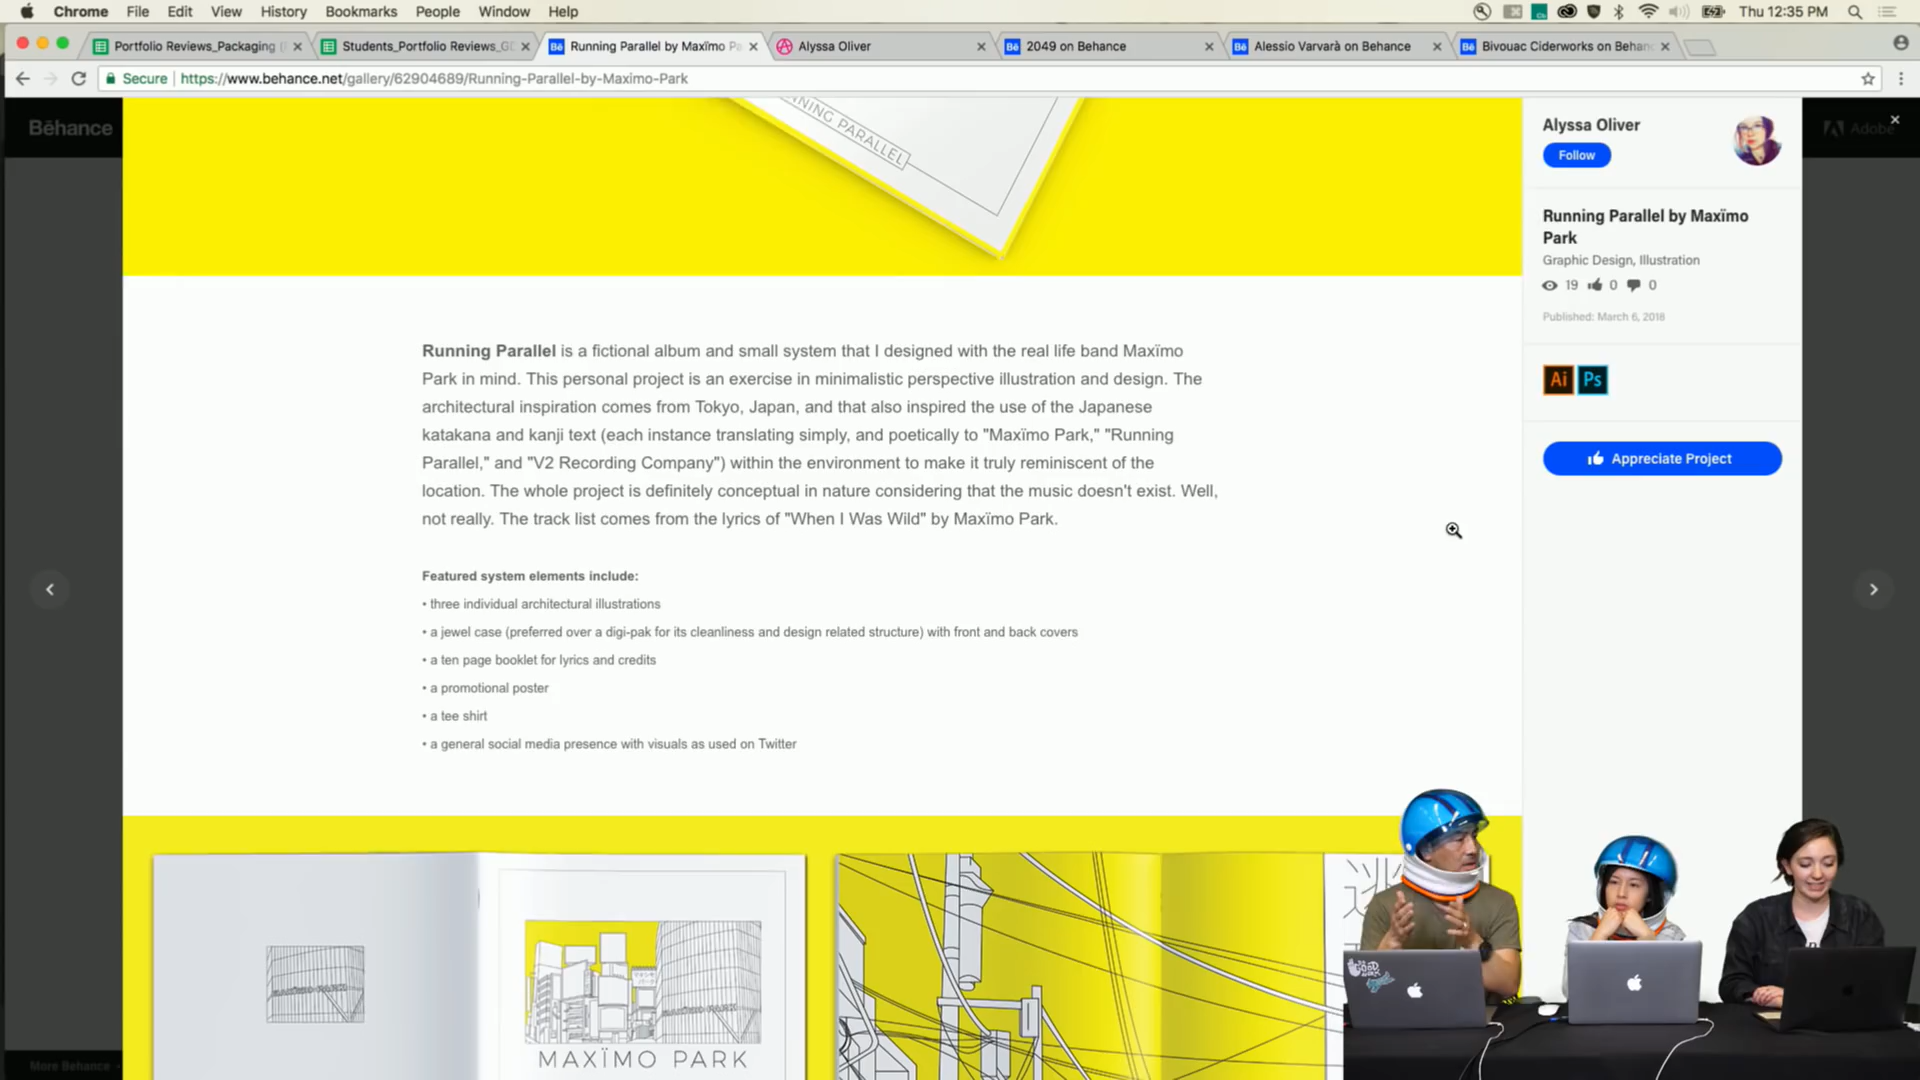 Chrome File Edit View History Bookmarks People Window Help Thu 12:35 PM
Portfolio Reviews_Packaging
Students_Portfolio Reviews_G
Running Parallel by Maxïmo Pa
Alyssa Oliver
2049 on Behance
Alessio Varvarà on Behance
Bivouac Ciderworks on Behan
Secure https://www.behance.net/gallery/62904689/Running-Parallel-by-Maximo-Park
Bēhance
Adobe
NNING PARALLEL
Alyssa Oliver
Follow
Running Parallel by Maxïmo
Park
Graphic Design, Illustration
19 0 0
Published: March 6, 2018
Ai Ps
Appreciate Project
Running Parallel is a fictional album and small system that I designed with the real life band Maxïmo
Park in mind. This personal project is an exercise in minimalistic perspective illustration and design. The
architectural inspiration comes from Tokyo, Japan, and that also inspired the use of the Japanese
katakana and kanji text (each instance translating simply, and poetically to "Maxïmo Park," "Running
Parallel," and "V2 Recording Company") within the environment to make it truly reminiscent of the
location. The whole project is definitely conceptual in nature considering that the music doesn't exist. Well,
not really. The track list comes from the lyrics of "When I Was Wild" by Maxïmo Park.
Featured system elements include:
• three individual architectural illustrations
• a jewel case (preferred over a digi-pak for its cleanliness and design related structure) with front and back covers
• a ten page booklet for lyrics and credits
• a promotional poster
• a tee shirt
• a general social media presence with visuals as used on Twitter
MAXÏMO PARK
MAXÏMO PARK
More Behance